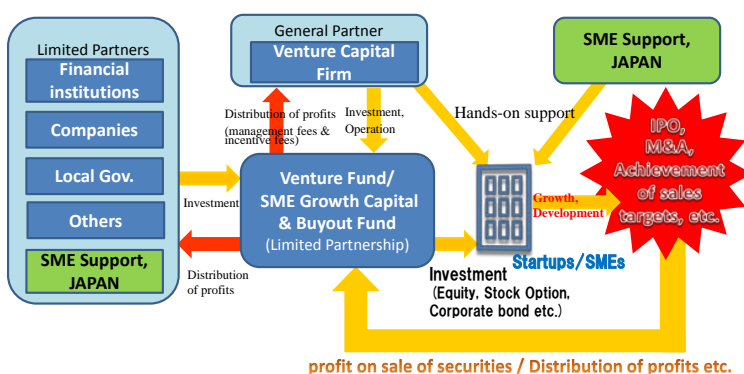 Limited Partners
Financial
institutions
Companies
Local Gov.
Others
SME Support,
JAPAN
General Partner
Venture Capital
Firm
SME Support,
JAPAN
Distribution of profits
(management fees &
incentive fees)
Investment,
Operation
Hands-on support
IPO,
M&A,
Achievement
of sales
targets, etc.
Investment
Venture Fund/
SME Growth Capital
& Buyout Fund
(Limited Partnership)
Growth,
Development
Distribution
of profits
Startups/SMEs
Investment
(Equity, Stock Option,
Corporate bond etc.)
profit on sale of securities / Distribution of profits etc.